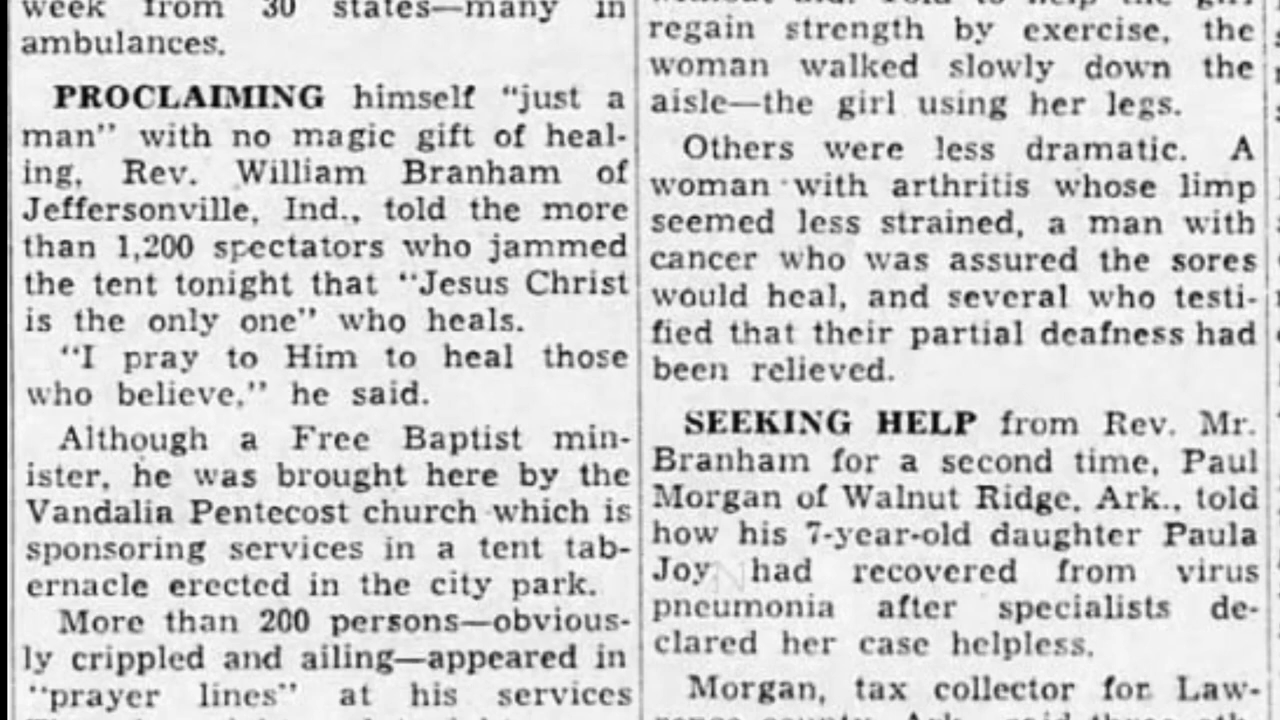 week from 30 states—many in
ambulances.
PROCLAIMING himself "just a
man" with no magic gift of heal-
ing, Rev. William Branham of
Jeffersonville, Ind., told the more
than 1,200 spectators who jammed
the tent tonight that "Jesus Christ
is the only one" who heals.
"I pray to Him to heal those
who believe," he said.
Although a Free Baptist min-
ister, he was brought here by the
Vandalia Pentecost church which is
sponsoring services in a tent tab-
ernacle erected in the city park.
More than 200 persons—obvious-
ly crippled and ailing—appeared in
"prayer lines" at his services
regain strength by exercise, the
woman walked slowly down the
aisle—the girl using her legs.
Others were less dramatic. A
woman with arthritis whose limp
seemed less strained, a man with
cancer who was assured the sores
would heal, and several who testi-
fied that their partial deafness had
been relieved.
SEEKING HELP from Rev. Mr.
Branham for a second time, Paul
Morgan of Walnut Ridge, Ark., told
how his 7-year-old daughter Paula
Joy had recovered from virus
pneumonia after specialists de-
clared her case helpless.
Morgan, tax collector for Law-